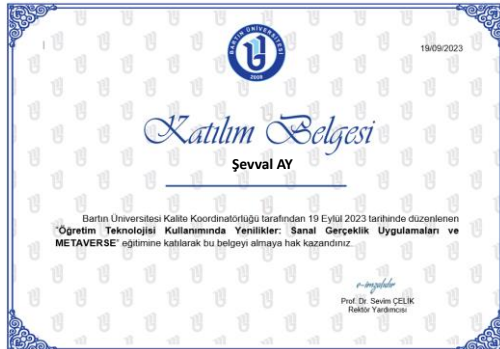 BARTIN ÜNİVERSİTESİ
2008
19/09/2023
Katılım Belgesi
Şevval AY
Bartın Üniversitesi Kalite Koordinatörlüğü tarafından 19 Eylül 2023 tarihinde düzenlenen
"Öğretim Teknolojisi Kullanımında Yenilikler: Sanal Gerçeklik Uygulamaları ve
METAVERSE" eğitimine katılarak bu belgeyi almaya hak kazandınız.
e-imzalıdır
Prof. Dr. Sevim ÇELİK
Rektör Yardımcısı